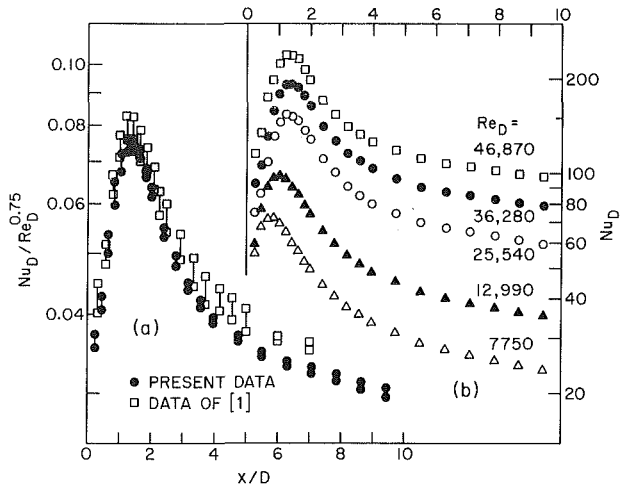 0 2 4 6 8 10
0.10
0.08
0.06
0.04
Nu_D/Re_D^0.75
(a)
● PRESENT DATA
□ DATA OF [1]
0 2 4 6 8 10
x/D
Re_D =
46,870
36,280
25,540
12,990
7750
(b)
200
100
80
60
40
20
Nu_D